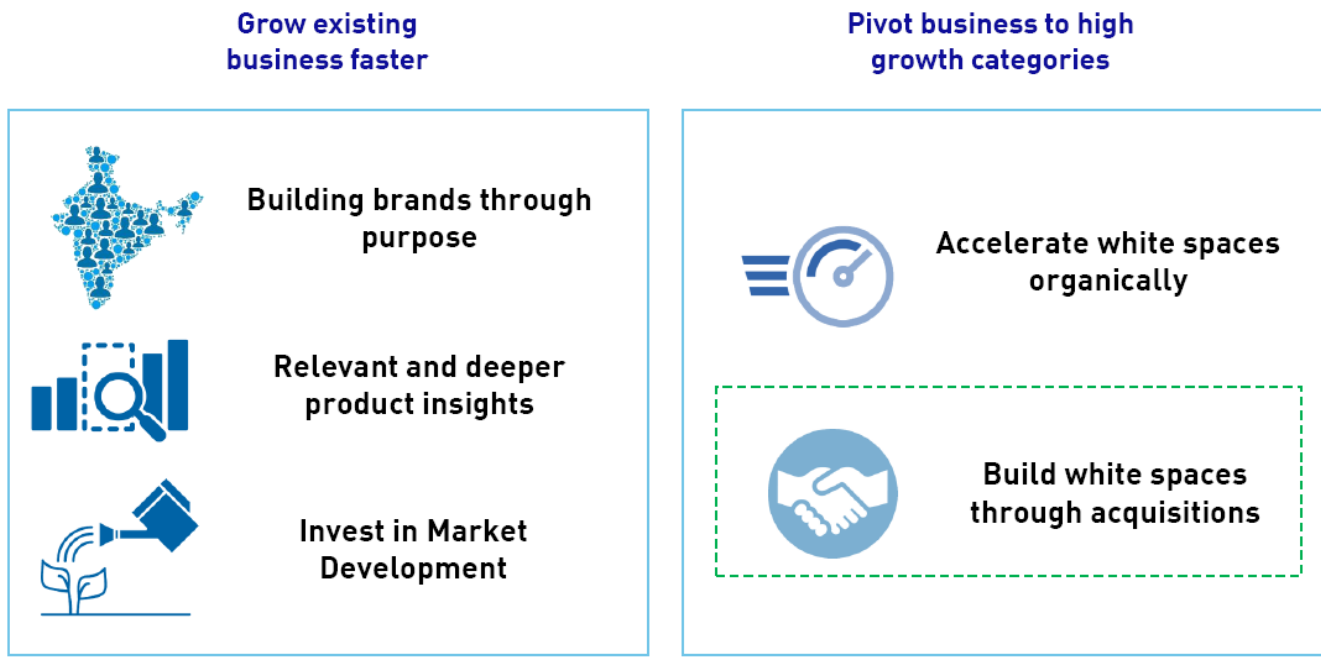 Grow existing
business faster
Building brands through
purpose
Relevant and deeper
product insights
Invest in Market
Development
Pivot business to high
growth categories
Accelerate white spaces
organically
Build white spaces
through acquisitions